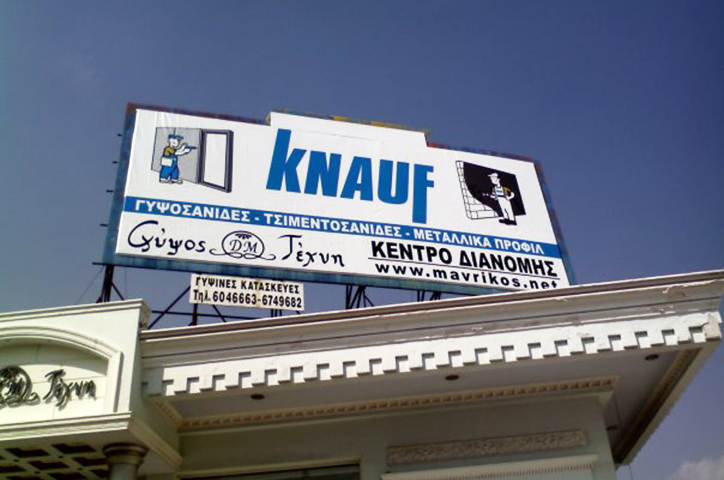 KNAUF
ΓΥΨΟΣΑΝΙΔΕΣ - ΤΣΙΜΕΝΤΟΣΑΝΙΔΕΣ - ΜΕΤΑΛΛΙΚΑ ΠΡΟΦΙΛ
Γύψος DM Τέχνη
ΚΕΝΤΡΟ ΔΙΑΝΟΜΗΣ
www.mavrikos.net
ΓΥΨΙΝΕΣ ΚΑΤΑΣΚΕΥΕΣ
Τηλ. 6046663-6749682
DM Τέχνη